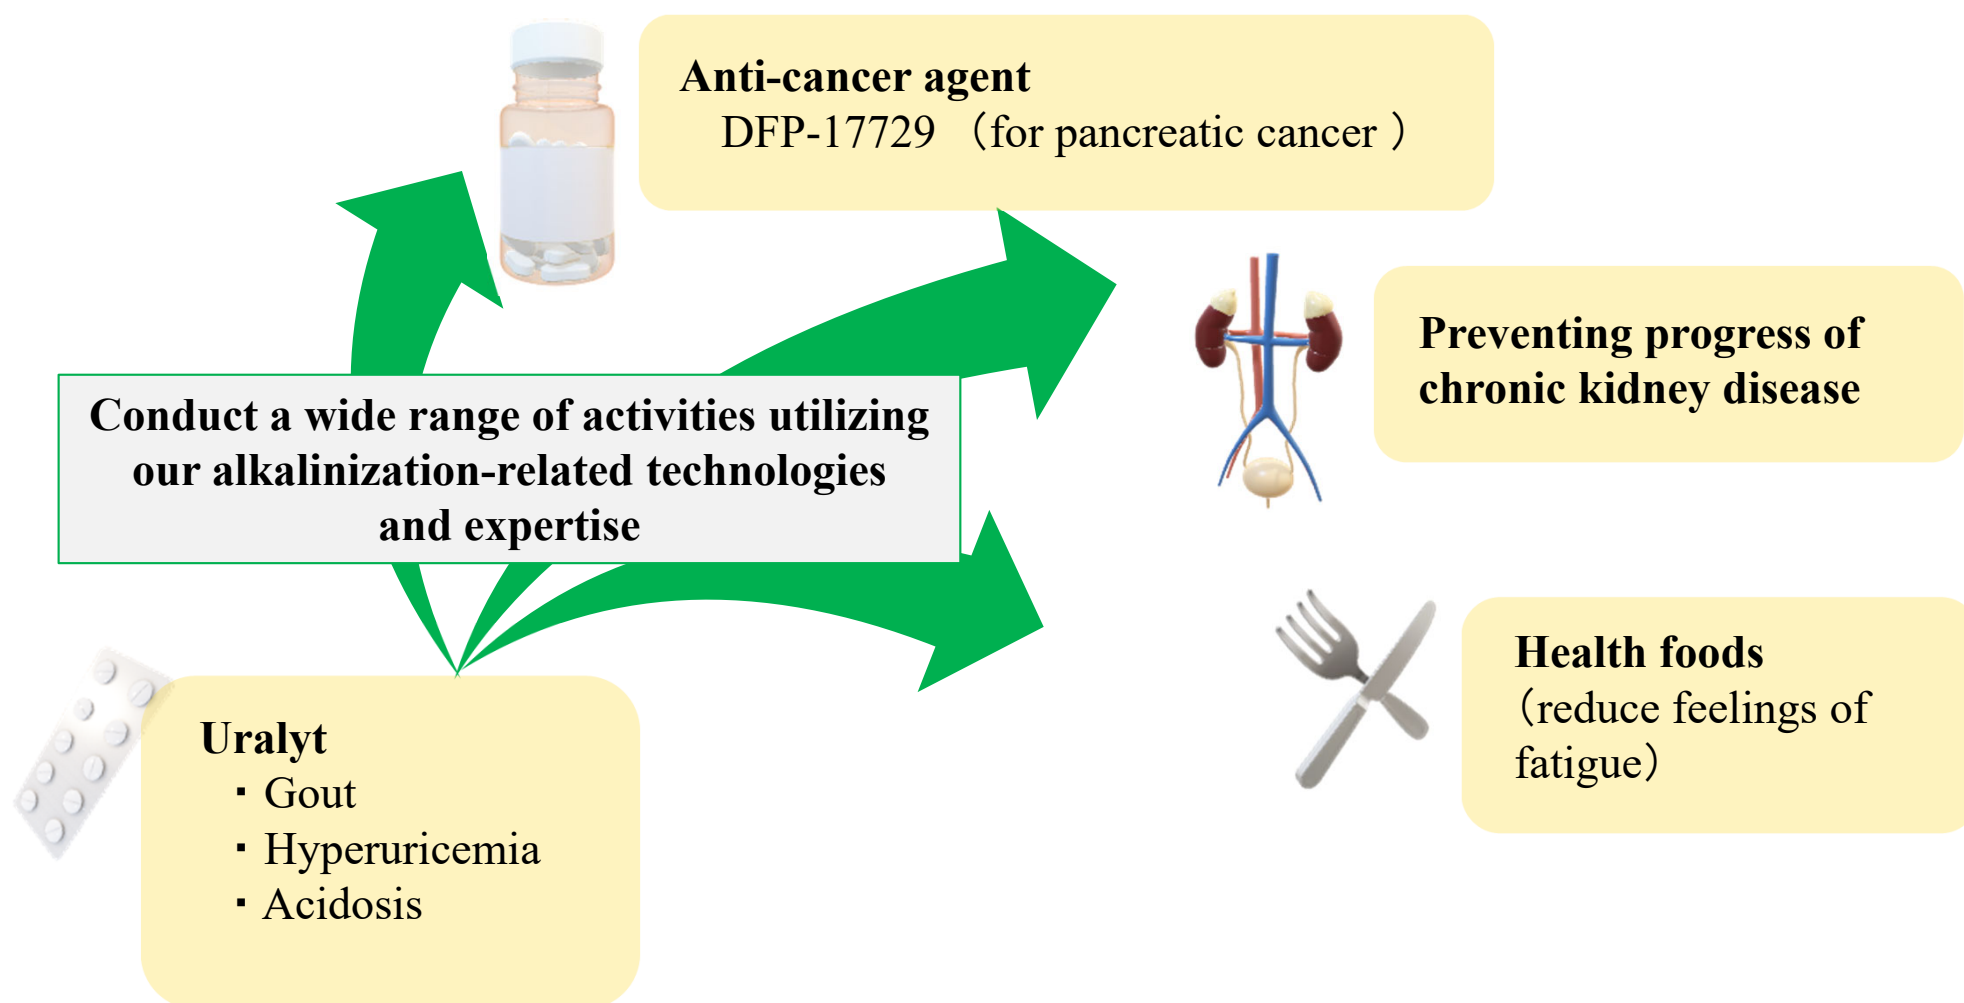 Anti-cancer agent
DFP-17729 （for pancreatic cancer ）
Preventing progress of
chronic kidney disease
Conduct a wide range of activities utilizing
our alkalinization-related technologies
and expertise
Health foods
（reduce feelings of
fatigue）
Uralyt
・Gout
・Hyperuricemia
・Acidosis